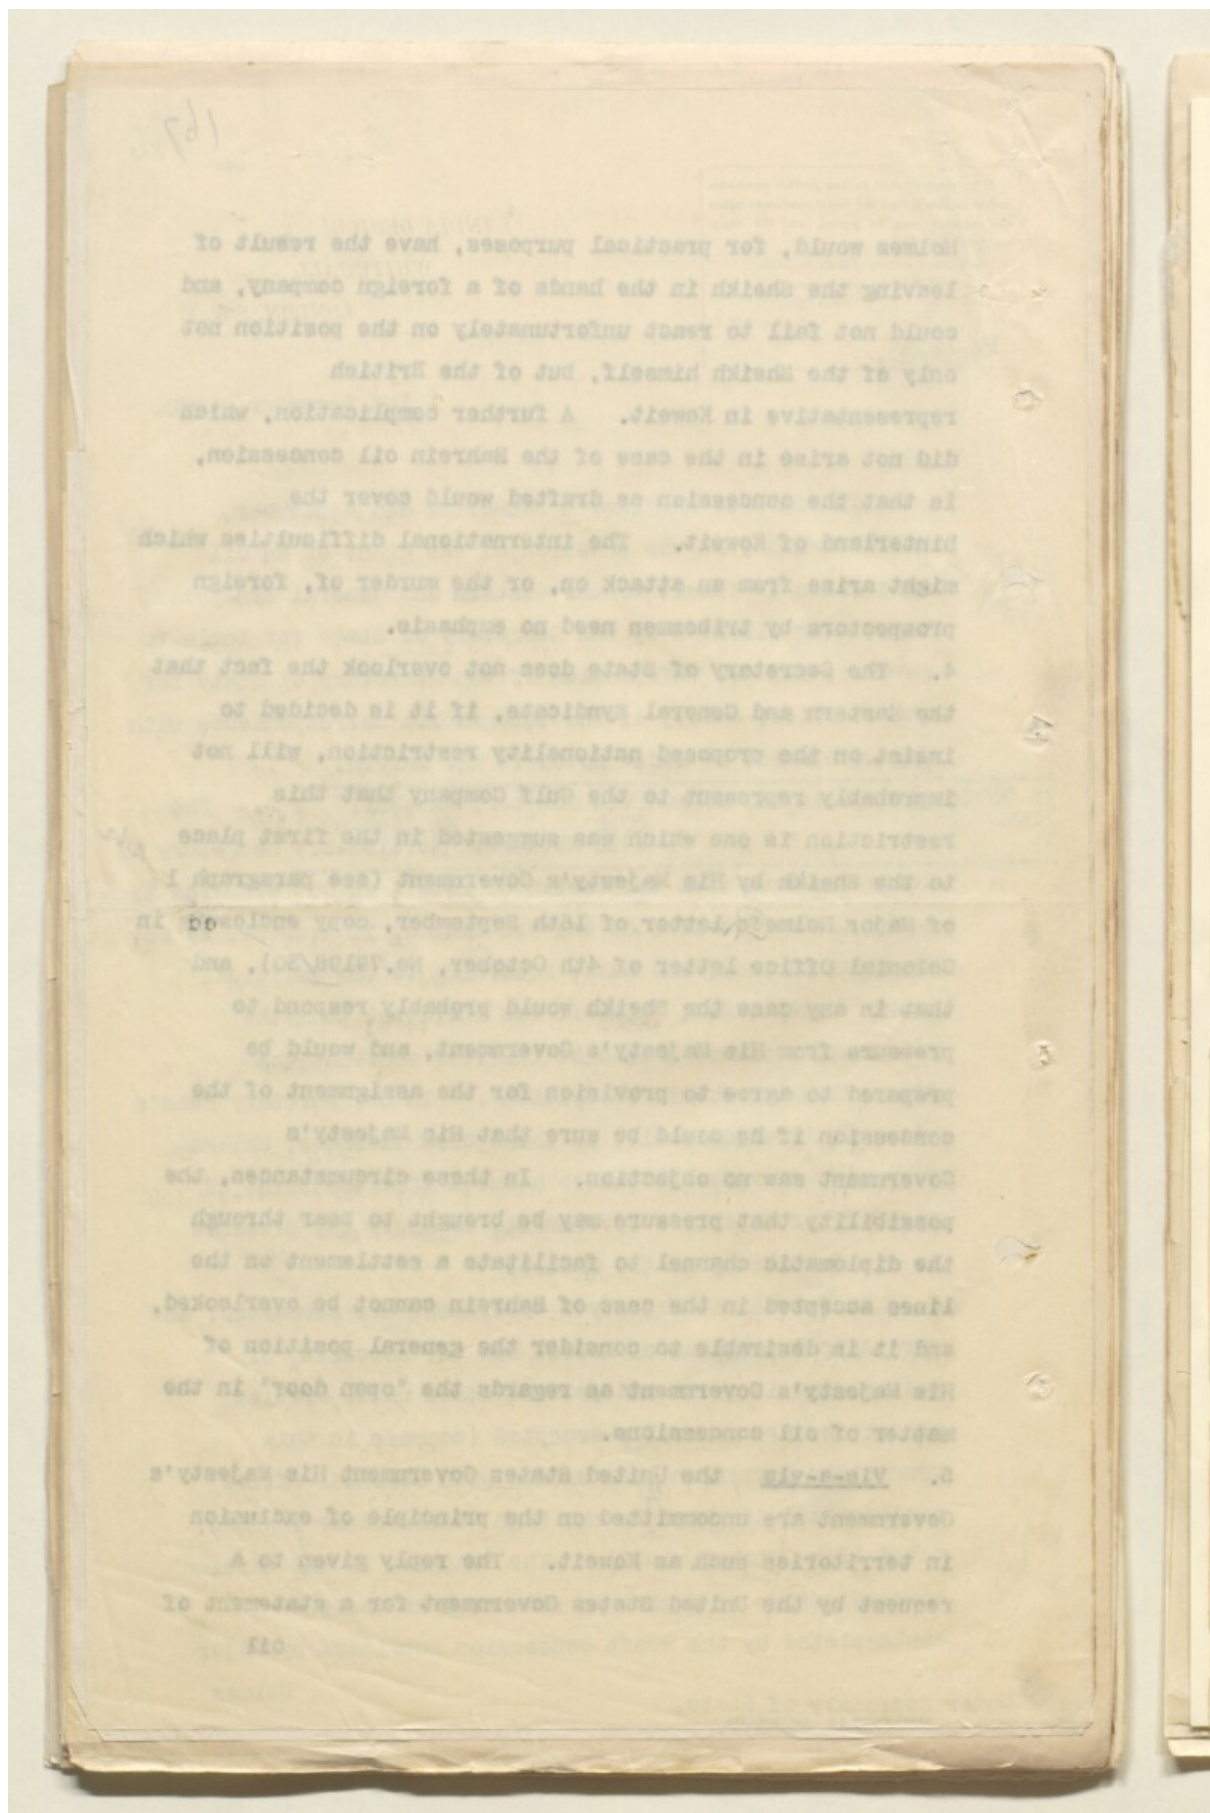 167
Holmes would, for practical purposes, have the result of
leaving the Sheikh in the hands of a foreign company, and
could not fail to react unfortunately on the position not
only of the Sheikh himself, but of the British
representative in Koweit. A further complication, which
did not arise in the case of the Bahrein oil concession,
is that the concession as drafted would cover the
hinterland of Koweit. The international difficulties which
might arise from an attack on, or the murder of, foreign
prospectors by tribesmen need no emphasis.
4. The Secretary of State does not overlook the fact that
the Eastern and General Syndicate, if it is decided to
insist on the proposed nationality restriction, will not
improbably represent to the Gulf Company that this
restriction is one which was suggested in the first place
to the Sheikh by His Majesty's Government (see paragraph 1
of Major Holmes's letter of 16th September, copy enclosed in
Colonial Office letter of 4th October, No.79198/30), and
that in any case the Sheikh would probably respond to
pressure from His Majesty's Government, and would be
prepared to agree to provision for the assignment of the
concession if he could be sure that His Majesty's
Government saw no objection. In these circumstances, the
possibility that pressure may be brought to bear through
the diplomatic channel to facilitate a settlement on the
lines accepted in the case of Bahrein cannot be overlooked,
and it is desirable to consider the general position of
His Majesty's Government as regards the "open door" in the
matter of oil concessions.
5. Vis-a-vis the United States Government His Majesty's
Government are uncommitted on the principle of exclusion
in territories such as Koweit. The reply given to a
request by the United States Government for a statement of
Oil